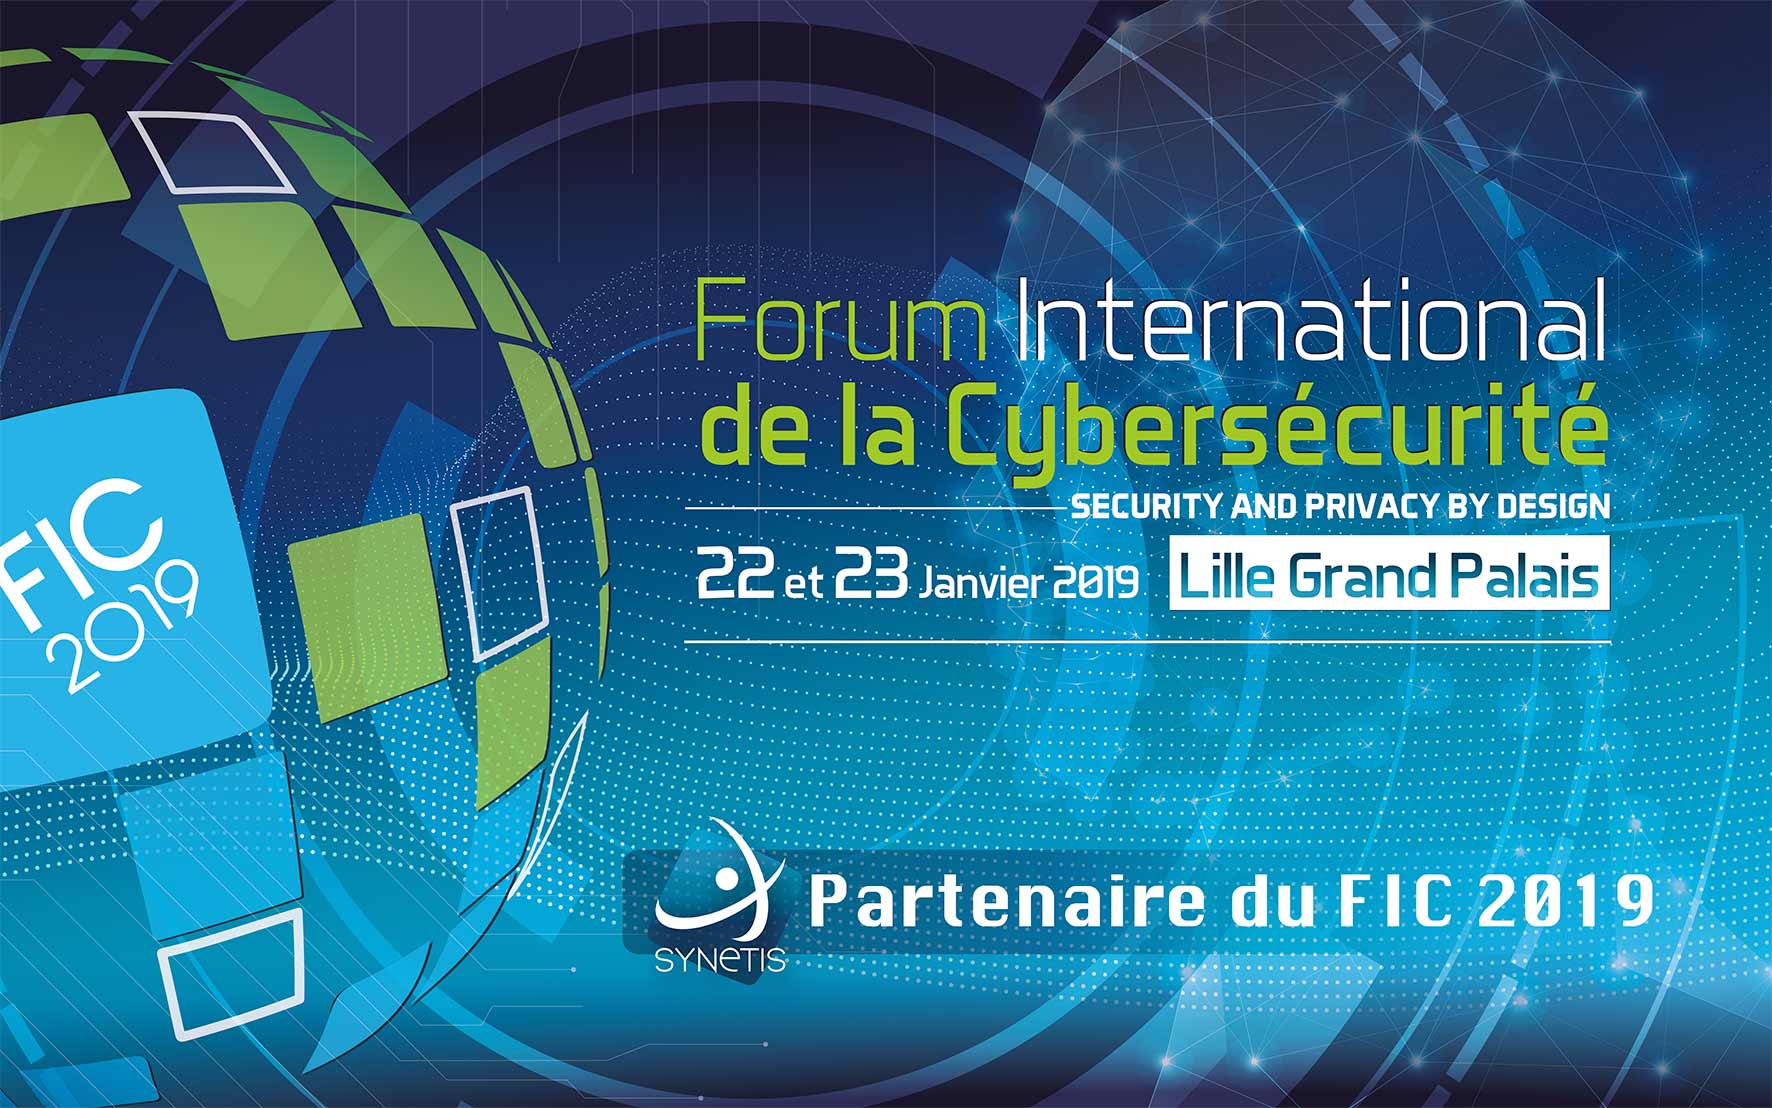 Forum International
de la Cybersécurité
SECURITY AND PRIVACY BY DESIGN
22 et 23 Janvier 2019 Lille Grand Palais
FIC
2019
SYNeTIS
Partenaire du FIC 2019